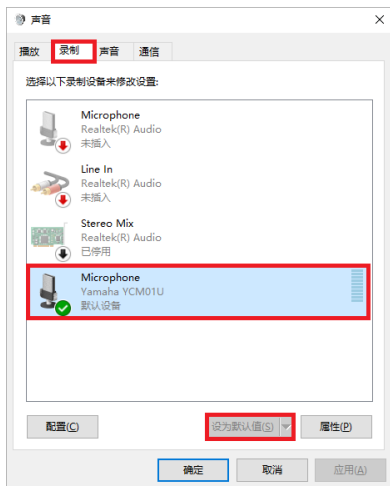 声音
播放 录制 声音 通信
选择以下录制设备来修改设置:
Microphone
Realtek(R) Audio
未插入
Line In
Realtek(R) Audio
未插入
Stereo Mix
Realtek(R) Audio
已停用
Microphone
Yamaha YCM01U
默认设备
配置(C) 设为默认值(S) 属性(P)
确定 取消 应用(A)